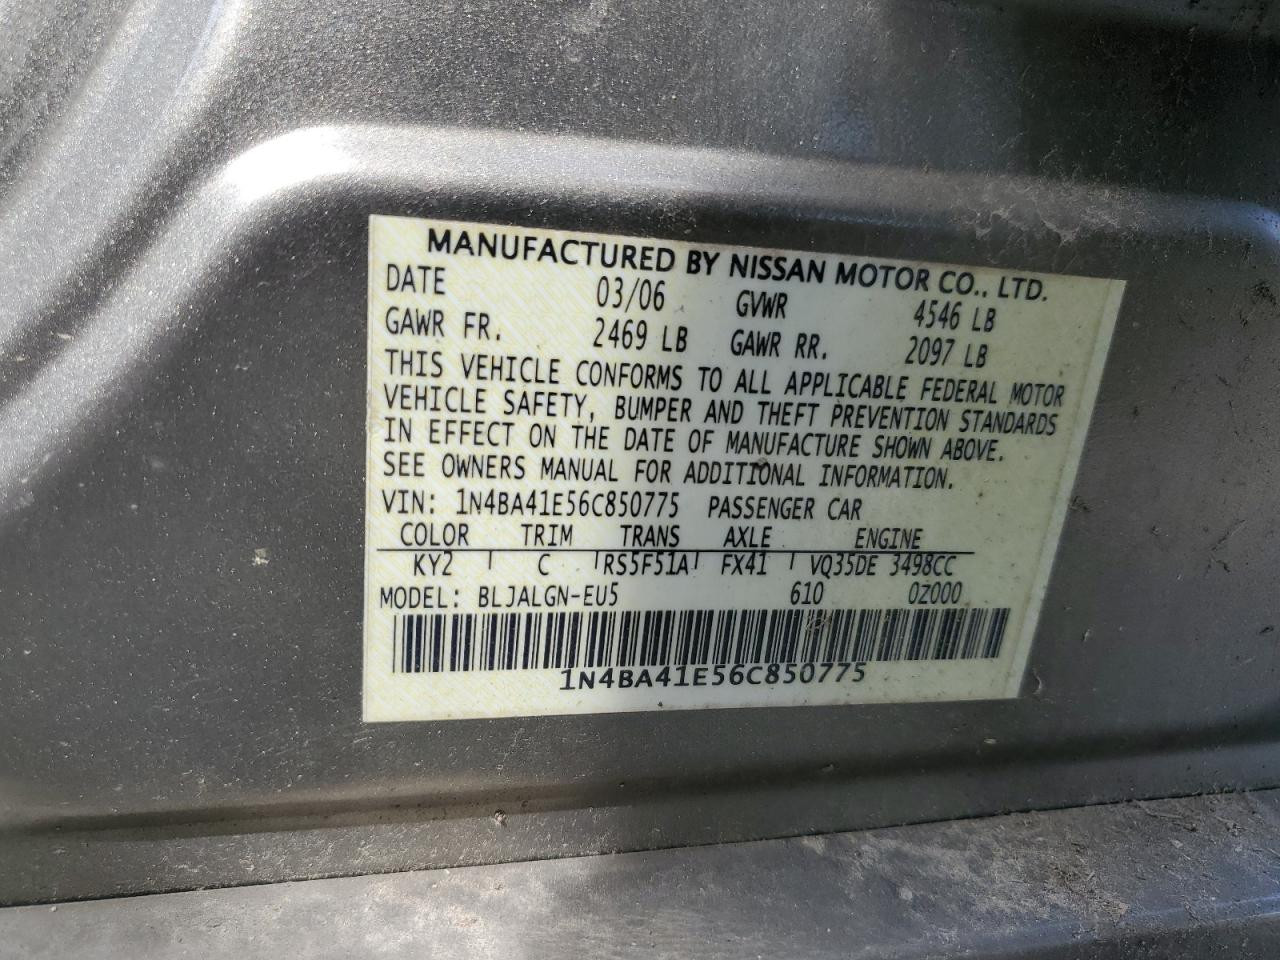 MANUFACTURED BY NISSAN MOTOR CO., LTD.
DATE 03/06 GVWR 4546 LB
GAWR FR. 2469 LB GAWR RR. 2097 LB
THIS VEHICLE CONFORMS TO ALL APPLICABLE FEDERAL MOTOR
VEHICLE SAFETY, BUMPER AND THEFT PREVENTION STANDARDS
IN EFFECT ON THE DATE OF MANUFACTURE SHOWN ABOVE.
SEE OWNERS MANUAL FOR ADDITIONAL INFORMATION.
VIN: 1N4BA41E56C850775 PASSENGER CAR
COLOR TRIM TRANS AXLE ENGINE
KY2 C RS5F51A FX41 VQ35DE 3498CC
MODEL: BLJALGN-EU5 610 0Z000
1N4BA41E56C850775